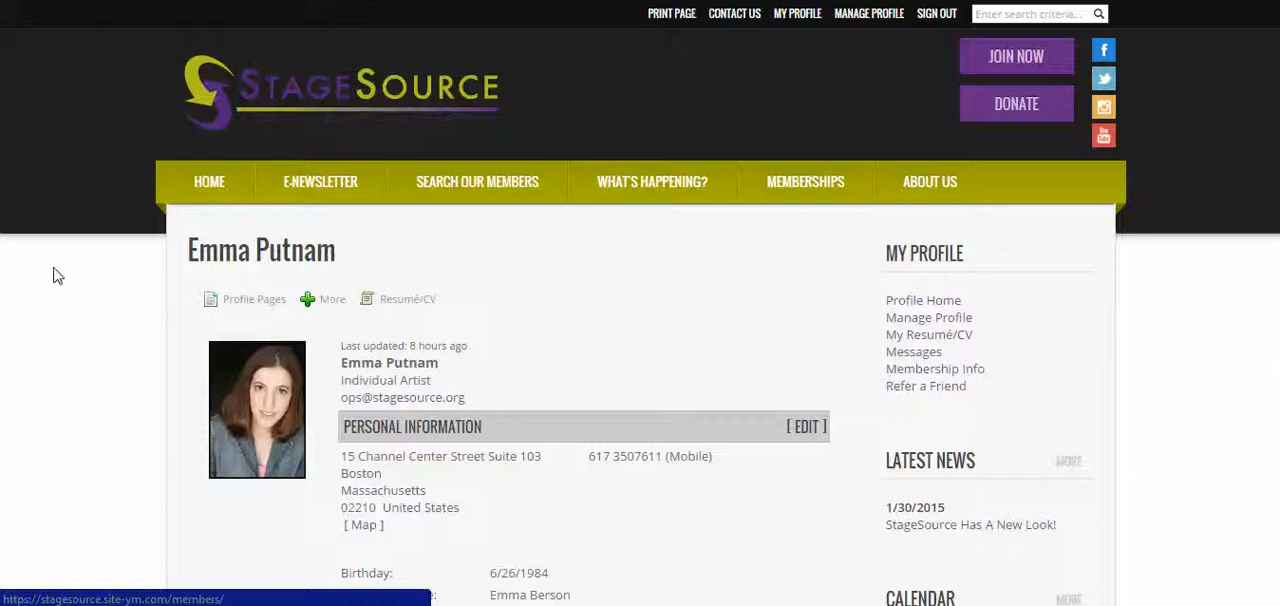 PRINT PAGE CONTACT US MY PROFILE MANAGE PROFILE SIGN OUT Enter search criteria...
STAGESOURCE
JOIN NOW
DONATE
f
You Tube
HOME E-NEWSLETTER SEARCH OUR MEMBERS WHAT'S HAPPENING? MEMBERSHIPS ABOUT US
Emma Putnam
Profile Pages More Resumé/CV
Last updated: 8 hours ago
Emma Putnam
Individual Artist
ops@stagesource.org
PERSONAL INFORMATION [ EDIT ]
15 Channel Center Street Suite 103 617 3507611 (Mobile)
Boston
Massachusetts
02210 United States
[ Map ]
Birthday: 6/26/1984
e: Emma Berson
MY PROFILE
Profile Home
Manage Profile
My Resumé/CV
Messages
Membership Info
Refer a Friend
LATEST NEWS MORE
1/30/2015
StageSource Has A New Look!
CALENDAR MORE
https://stagesource.site-ym.com/members/